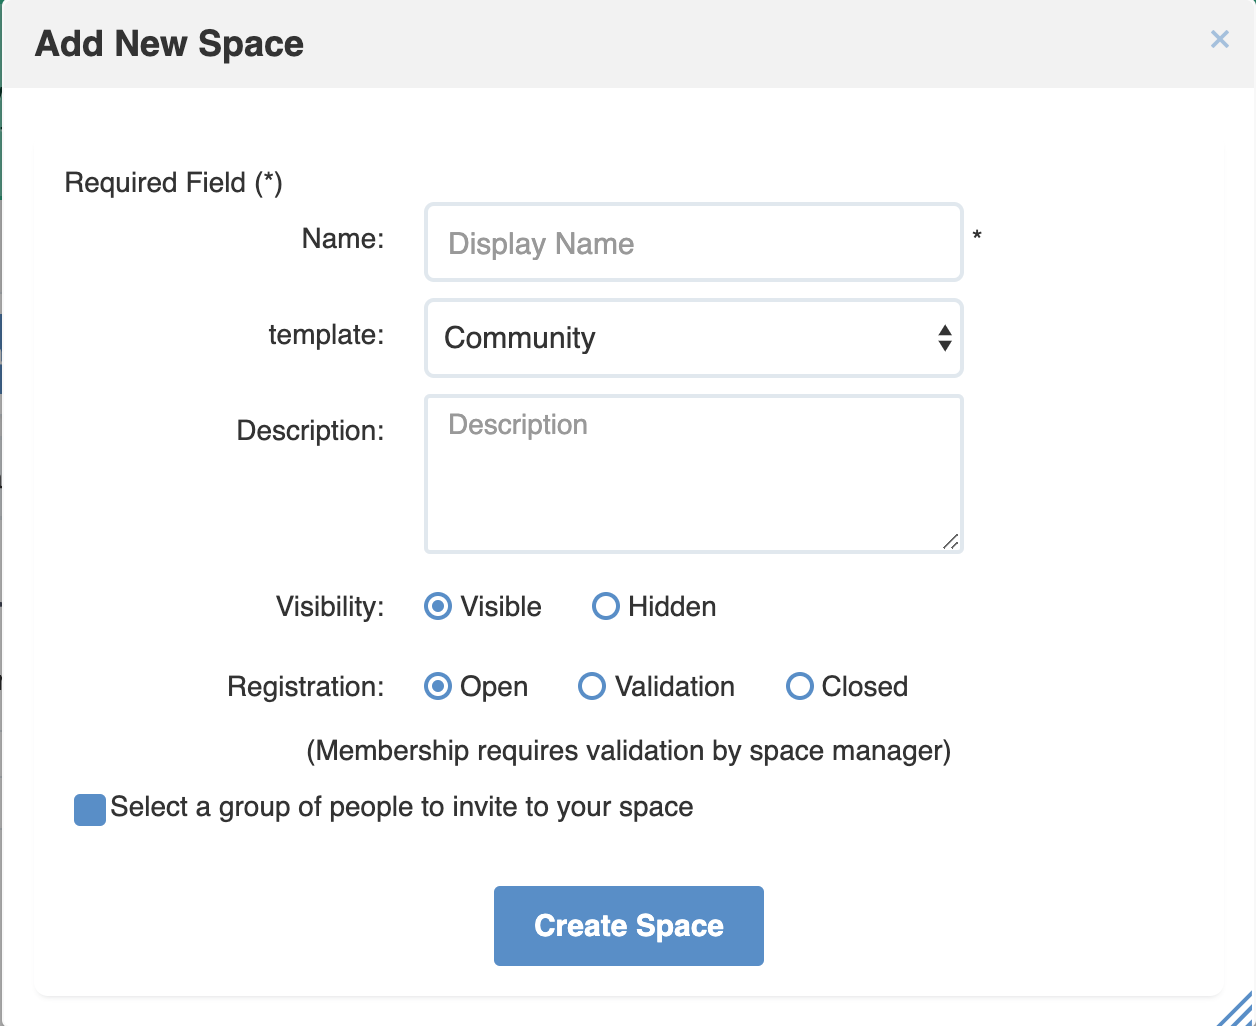 Add New Space
×
Required Field (*)
Name: Display Name *
template: Community
Description: Description
Visibility: Visible Hidden
Registration: Open Validation Closed
(Membership requires validation by space manager)
Select a group of people to invite to your space
Create Space